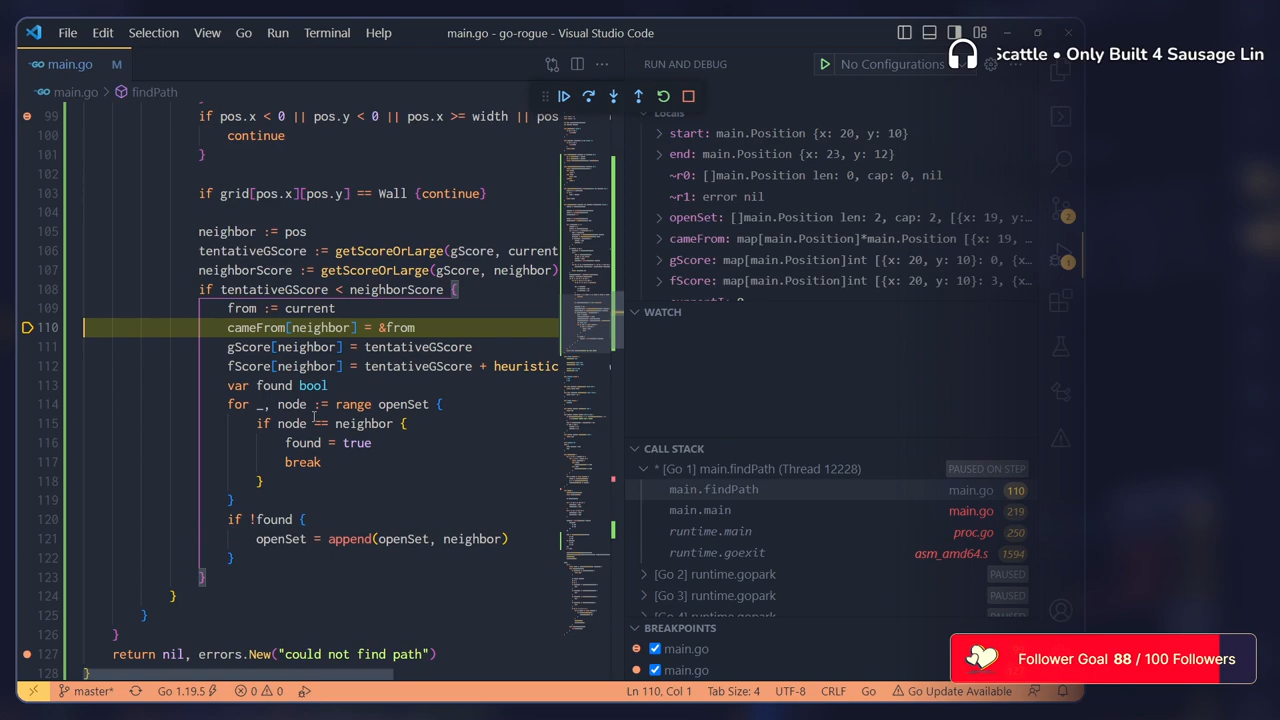 File Edit Selection View Go Run Terminal Help main.go - go-rogue - Visual Studio Code
Scattle • Only Built 4 Sausage Lin
main.go M
RUN AND DEBUG No Configurations
main.go > findPath
Locals
99 if pos.x < 0 || pos.y < 0 || pos.x >= width || pos
100 continue
101 }
102
103 if grid[pos.x][pos.y] == Wall {continue}
104
105 neighbor := pos
106 tentativeGScore := getScoreOrLarge(gScore, current
107 neighborScore := getScoreOrLarge(gScore, neighbor)
108 if tentativeGScore < neighborScore {
109 from := current
110 cameFrom[neighbor] = &from
111 gScore[neighbor] = tentativeGScore
112 fScore[neighbor] = tentativeGScore + heuristic
113 var found bool
114 for _, node := range openSet {
115 if node == neighbor {
116 found = true
117 break
118 }
119 }
120 if !found {
121 openSet = append(openSet, neighbor)
122 }
123 }
124 }
125 }
126 }
127 return nil, errors.New("could not find path")
128 }
start: main.Position {x: 20, y: 10}
end: main.Position {x: 23, y: 12}
~r0: []main.Position len: 0, cap: 0, nil
~r1: error nil
openSet: []main.Position len: 2, cap: 2, [{x: 19, y:…
cameFrom: map[main.Position]*main.Position [{x: 19, …
gScore: map[main.Position]int [{x: 20, y: 10}: 0, {x…
fScore: map[main.Position]int [{x: 20, y: 10}: 3, {x…
2
1
WATCH
CALL STACK
* [Go 1] main.findPath (Thread 12228) PAUSED ON STEP
main.findPath main.go 110
main.main main.go 219
runtime.main proc.go 250
runtime.goexit asm_amd64.s 1594
[Go 2] runtime.gopark PAUSED
[Go 3] runtime.gopark PAUSED
BREAKPOINTS
main.go
main.go
Follower Goal 88 / 100 Followers
master* Go 1.19.5 0 0 Ln 110, Col 1 Tab Size: 4 UTF-8 CRLF Go Go Update Available